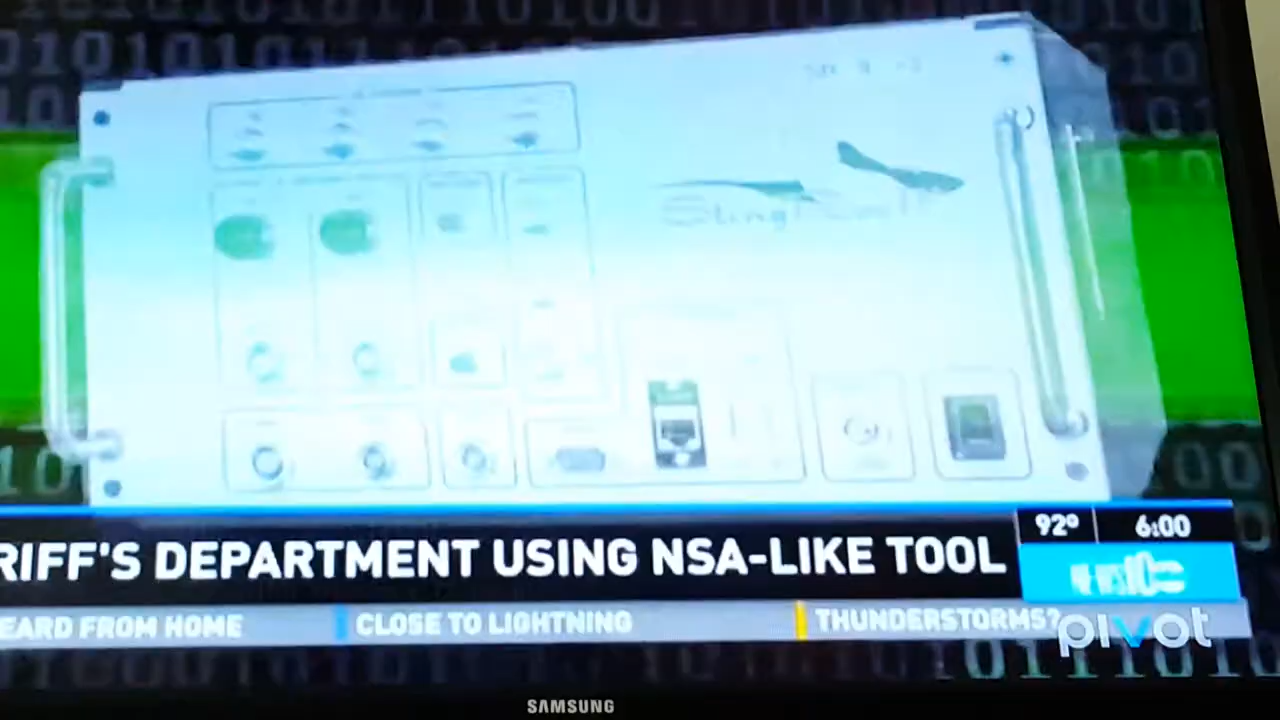 RIFF'S DEPARTMENT USING NSA-LIKE TOOL
92° 6:00
EARD FROM HOME CLOSE TO LIGHTNING THUNDERSTORMS?
pivot
SAMSUNG